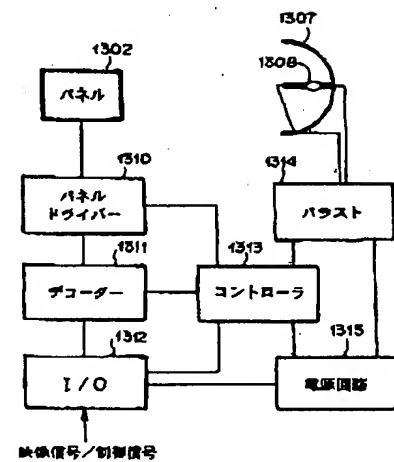 1307
1302
1308
パネル
1310
1314
パネル
ドライバー
バラスト
1311
1313
デコーダー
コントローラ
1312
1315
I/O
電源回路
映像信号/制御信号